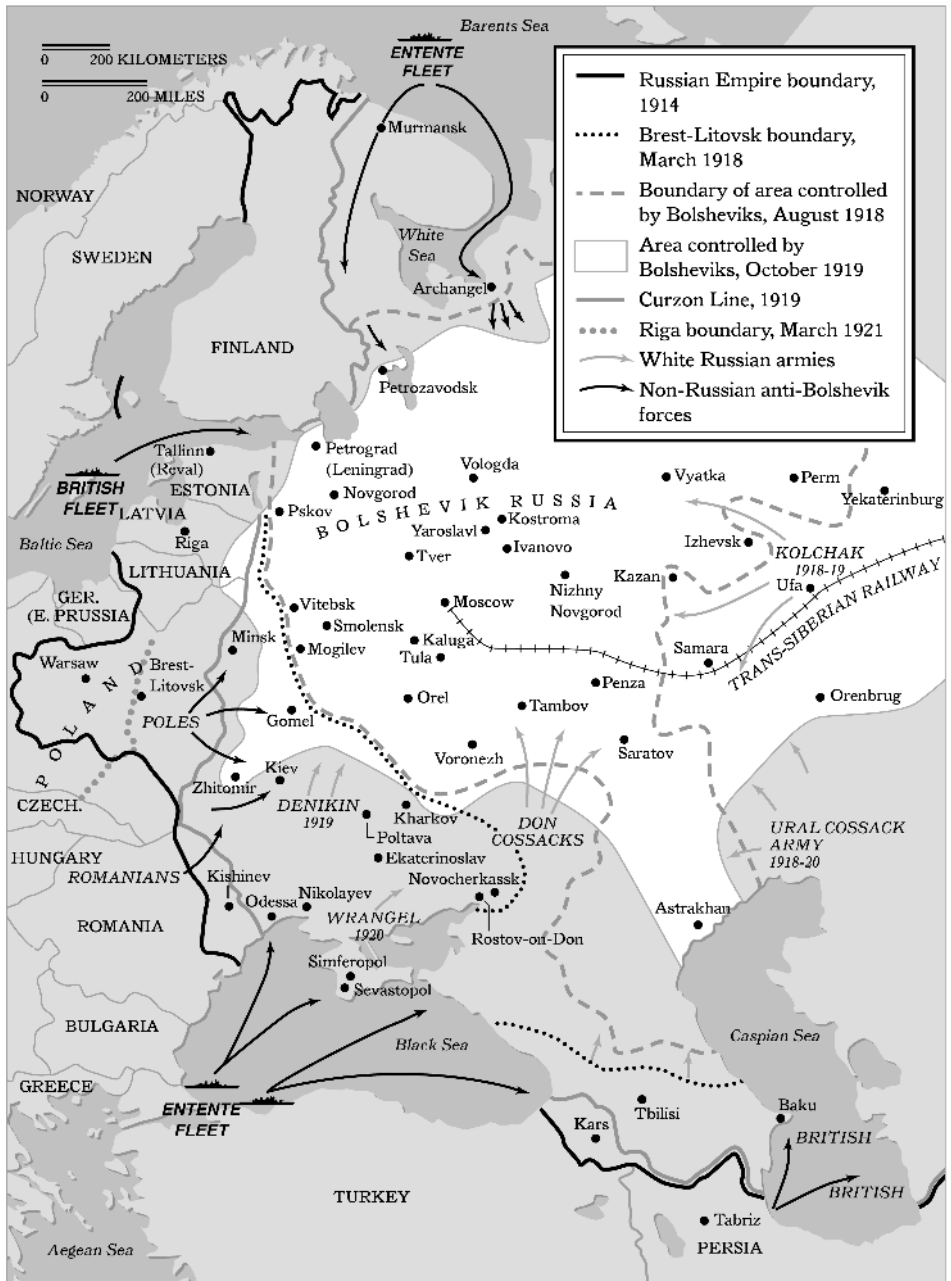 Barents Sea
0 200 KILOMETERS
0 200 MILES
ENTENTE
FLEET
Murmansk
Russian Empire boundary,
1914
Brest-Litovsk boundary,
March 1918
Boundary of area controlled
by Bolsheviks, August 1918
Area controlled by
Bolsheviks, October 1919
Curzon Line, 1919
Riga boundary, March 1921
White Russian armies
Non-Russian anti-Bolshevik
forces
NORWAY
SWEDEN
White
Sea
Archangel
FINLAND
Petrozavodsk
Tallinn
(Reval)
ESTONIA
BRITISH
FLEET
LATVIA
Riga
Baltic Sea
LITHUANIA
Petrograd
(Leningrad)
Novgorod
Pskov
BOLSHEVIK RUSSIA
Vologda
Vyatka
Perm
Yekaterinburg
Kostroma
Yaroslavl
Ivanovo
Tver
Izhevsk
KOLCHAK
1918-19
Ufa
Kazan
Nizhny
Novgorod
TRANS-SIBERIAN RAILWAY
GER.
(E. PRUSSIA)
Vitebsk
Smolensk
Mogilev
Minsk
Moscow
Kaluga
Tula
Samara
Warsaw
Brest-
Litovsk
POLAND
POLES
Gomel
Orel
Penza
Tambov
Orenbrug
Voronezh
Saratov
Zhitomir
Kiev
CZECH.
DENIKIN
1919
Kharkov
Poltava
DON
COSSACKS
URAL COSSACK
ARMY
1918-20
HUNGARY
ROMANIANS
Ekaterinoslav
Kishinev
Nikolayev
Odessa
Novocherkassk
WRANGEL
1920
Rostov-on-Don
Astrakhan
ROMANIA
Simferopol
Sevastopol
BULGARIA
Black Sea
Caspian Sea
GREECE
ENTENTE
FLEET
Tbilisi
Kars
Baku
BRITISH
BRITISH
TURKEY
Tabriz
PERSIA
Aegean Sea